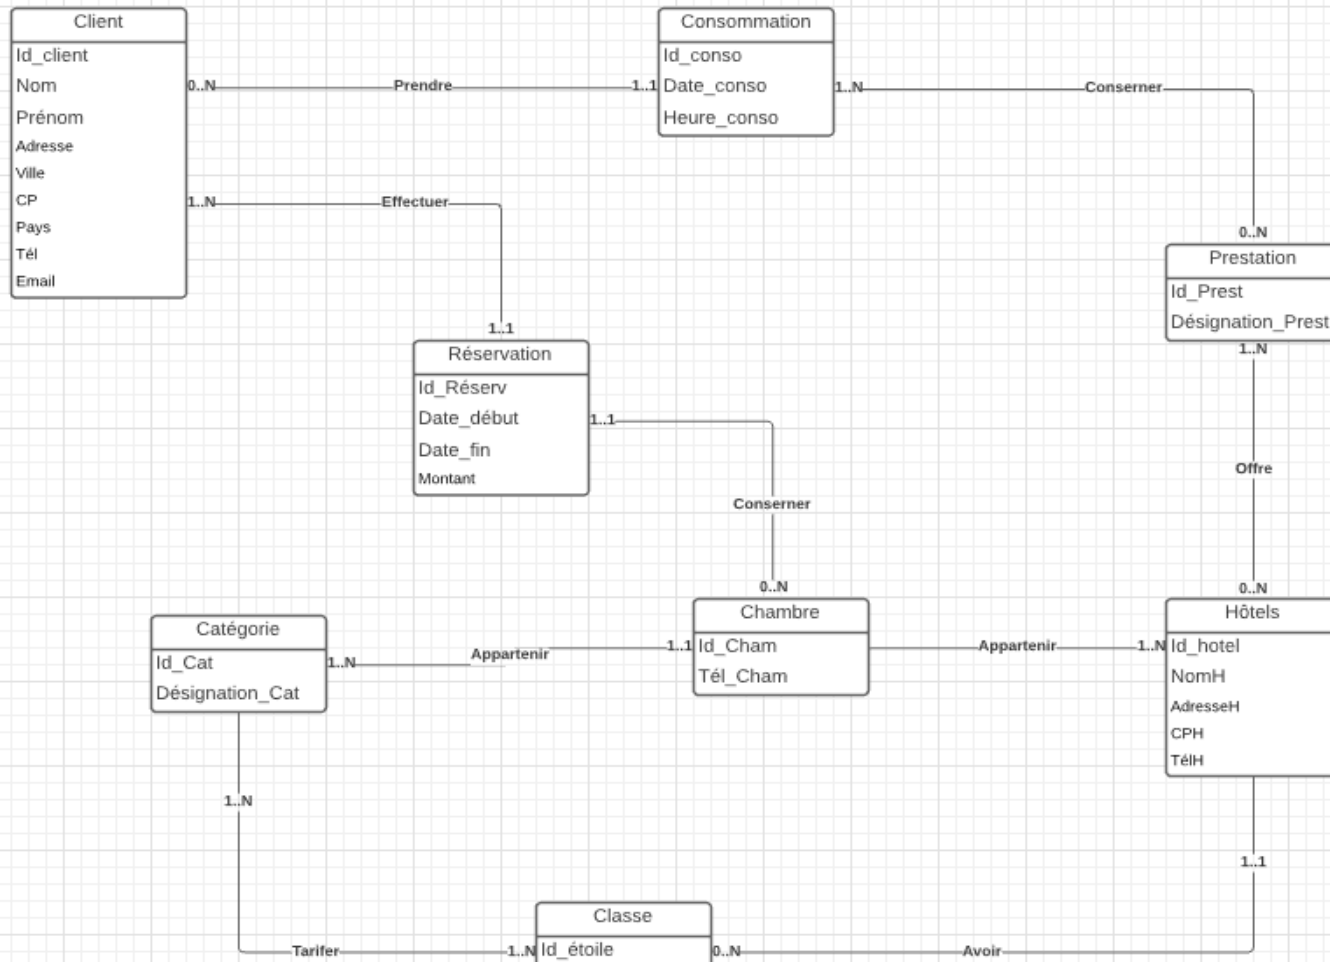 Client
Id_client
Nom
Prénom
Adresse
Ville
CP
Pays
Tél
Email
0..N
Prendre
1..1
Consommation
Id_conso
Date_conso
Heure_conso
1..N
Conserner
0..N
1..N
Effectuer
1..1
Prestation
Id_Prest
Désignation_Prest
1..N
Offre
0..N
Réservation
Id_Réserv
Date_début
Date_fin
Montant
1..1
Conserner
0..N
Catégorie
Id_Cat
Désignation_Cat
1..N
Appartenir
1..1
Chambre
Id_Cham
Tél_Cham
Appartenir
1..N
Hôtels
Id_hotel
NomH
AdresseH
CPH
TélH
1..N
1..1
Tarifer
1..N
Classe
Id_étoile
0..N
Avoir